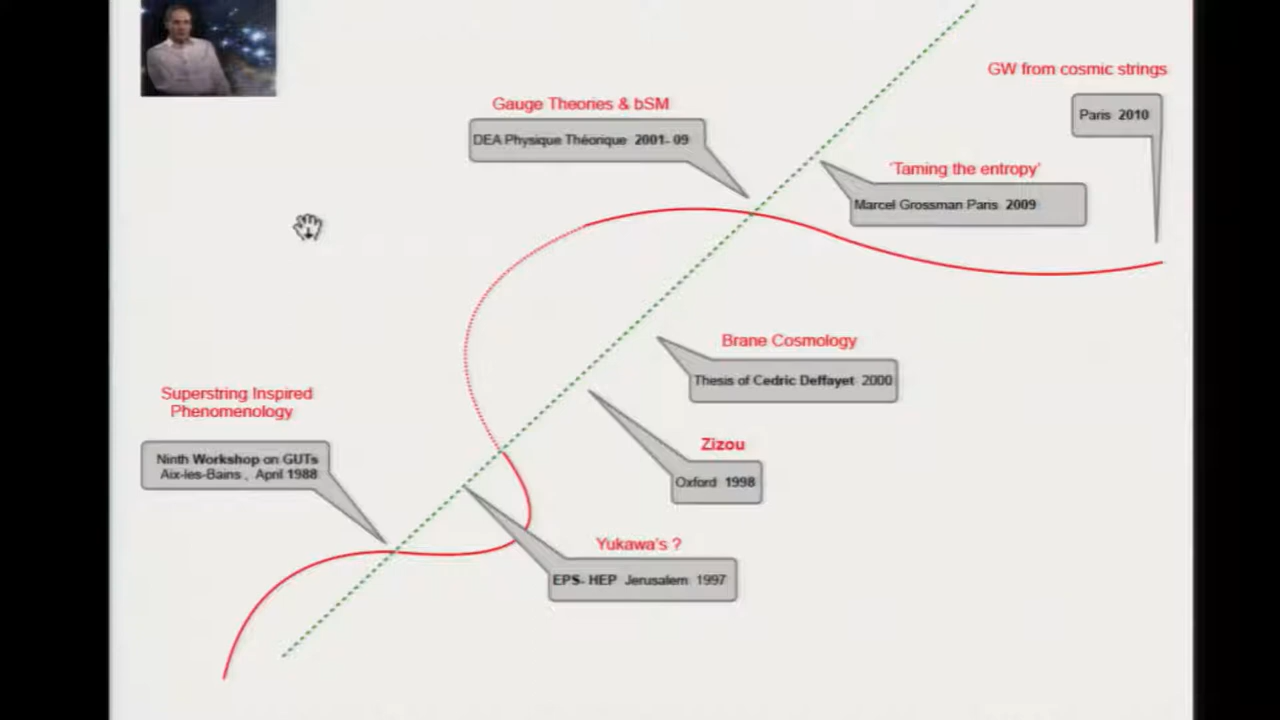 GW from cosmic strings
Paris 2010
Gauge Theories & bSM
DEA Physique Théorique 2001- 09
'Taming the entropy'
Marcel Grossman Paris 2009
Brane Cosmology
Thesis of Cedric Deffayet 2000
Superstring Inspired
Phenomenology
Ninth Workshop on GUTs
Aix-les-Bains , April 1988
Zizou
Oxford 1998
Yukawa's ?
EPS- HEP Jerusalem 1997